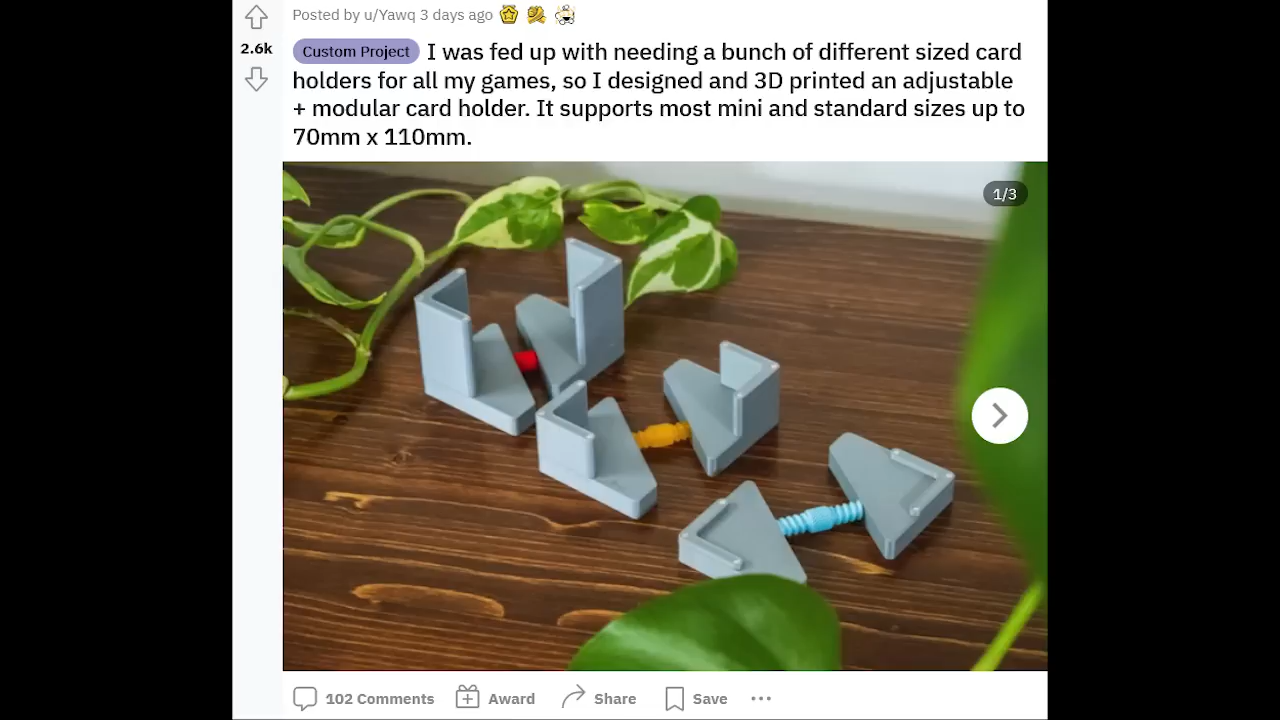 Posted by u/Yawq 3 days ago
2.6k
Custom Project I was fed up with needing a bunch of different sized card
holders for all my games, so I designed and 3D printed an adjustable
+ modular card holder. It supports most mini and standard sizes up to
70mm x 110mm.
1/3
102 Comments Award Share Save